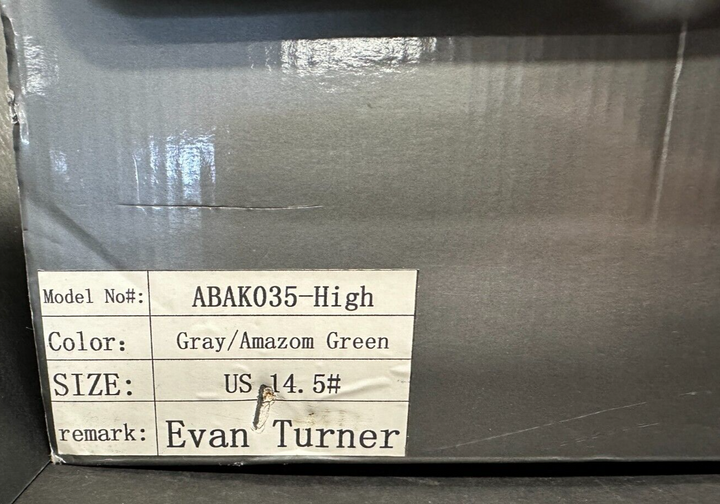 Model No#: ABAK035-High
Color: Gray/Amazom Green
SIZE: US 14.5#
remark: Evan Turner